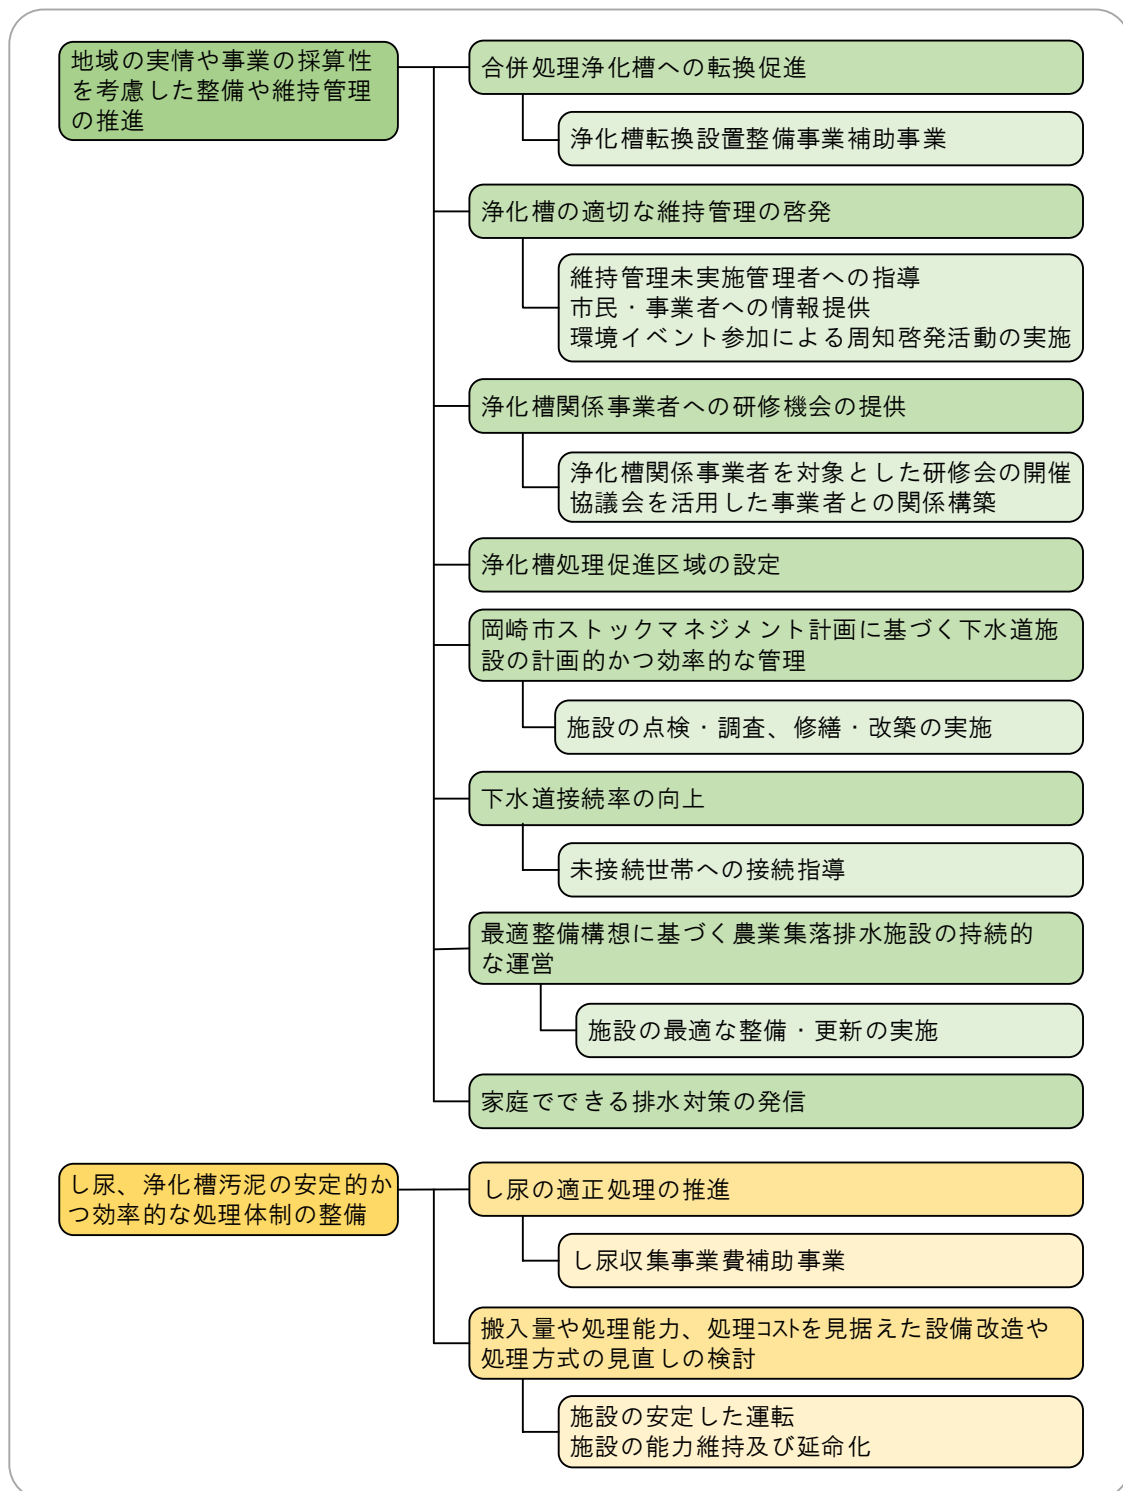 地域の実情や事業の採算性
を考慮した整備や維持管理
の推進
合併処理浄化槽への転換促進
浄化槽転換設置整備事業補助事業
浄化槽の適切な維持管理の啓発
維持管理未実施管理者への指導
市民・事業者への情報提供
環境イベント参加による周知啓発活動の実施
浄化槽関係事業者への研修機会の提供
浄化槽関係事業者を対象とした研修会の開催
協議会を活用した事業者との関係構築
浄化槽処理促進区域の設定
岡崎市ストックマネジメント計画に基づく下水道施
設の計画的かつ効率的な管理
施設の点検・調査、修繕・改築の実施
下水道接続率の向上
未接続世帯への接続指導
最適整備構想に基づく農業集落排水施設の持続的
な運営
施設の最適な整備・更新の実施
家庭でできる排水対策の発信
し尿、浄化槽汚泥の安定的か
つ効率的な処理体制の整備
し尿の適正処理の推進
し尿収集事業費補助事業
搬入量や処理能力、処理コストを見据えた設備改造や
処理方式の見直しの検討
施設の安定した運転
施設の能力維持及び延命化